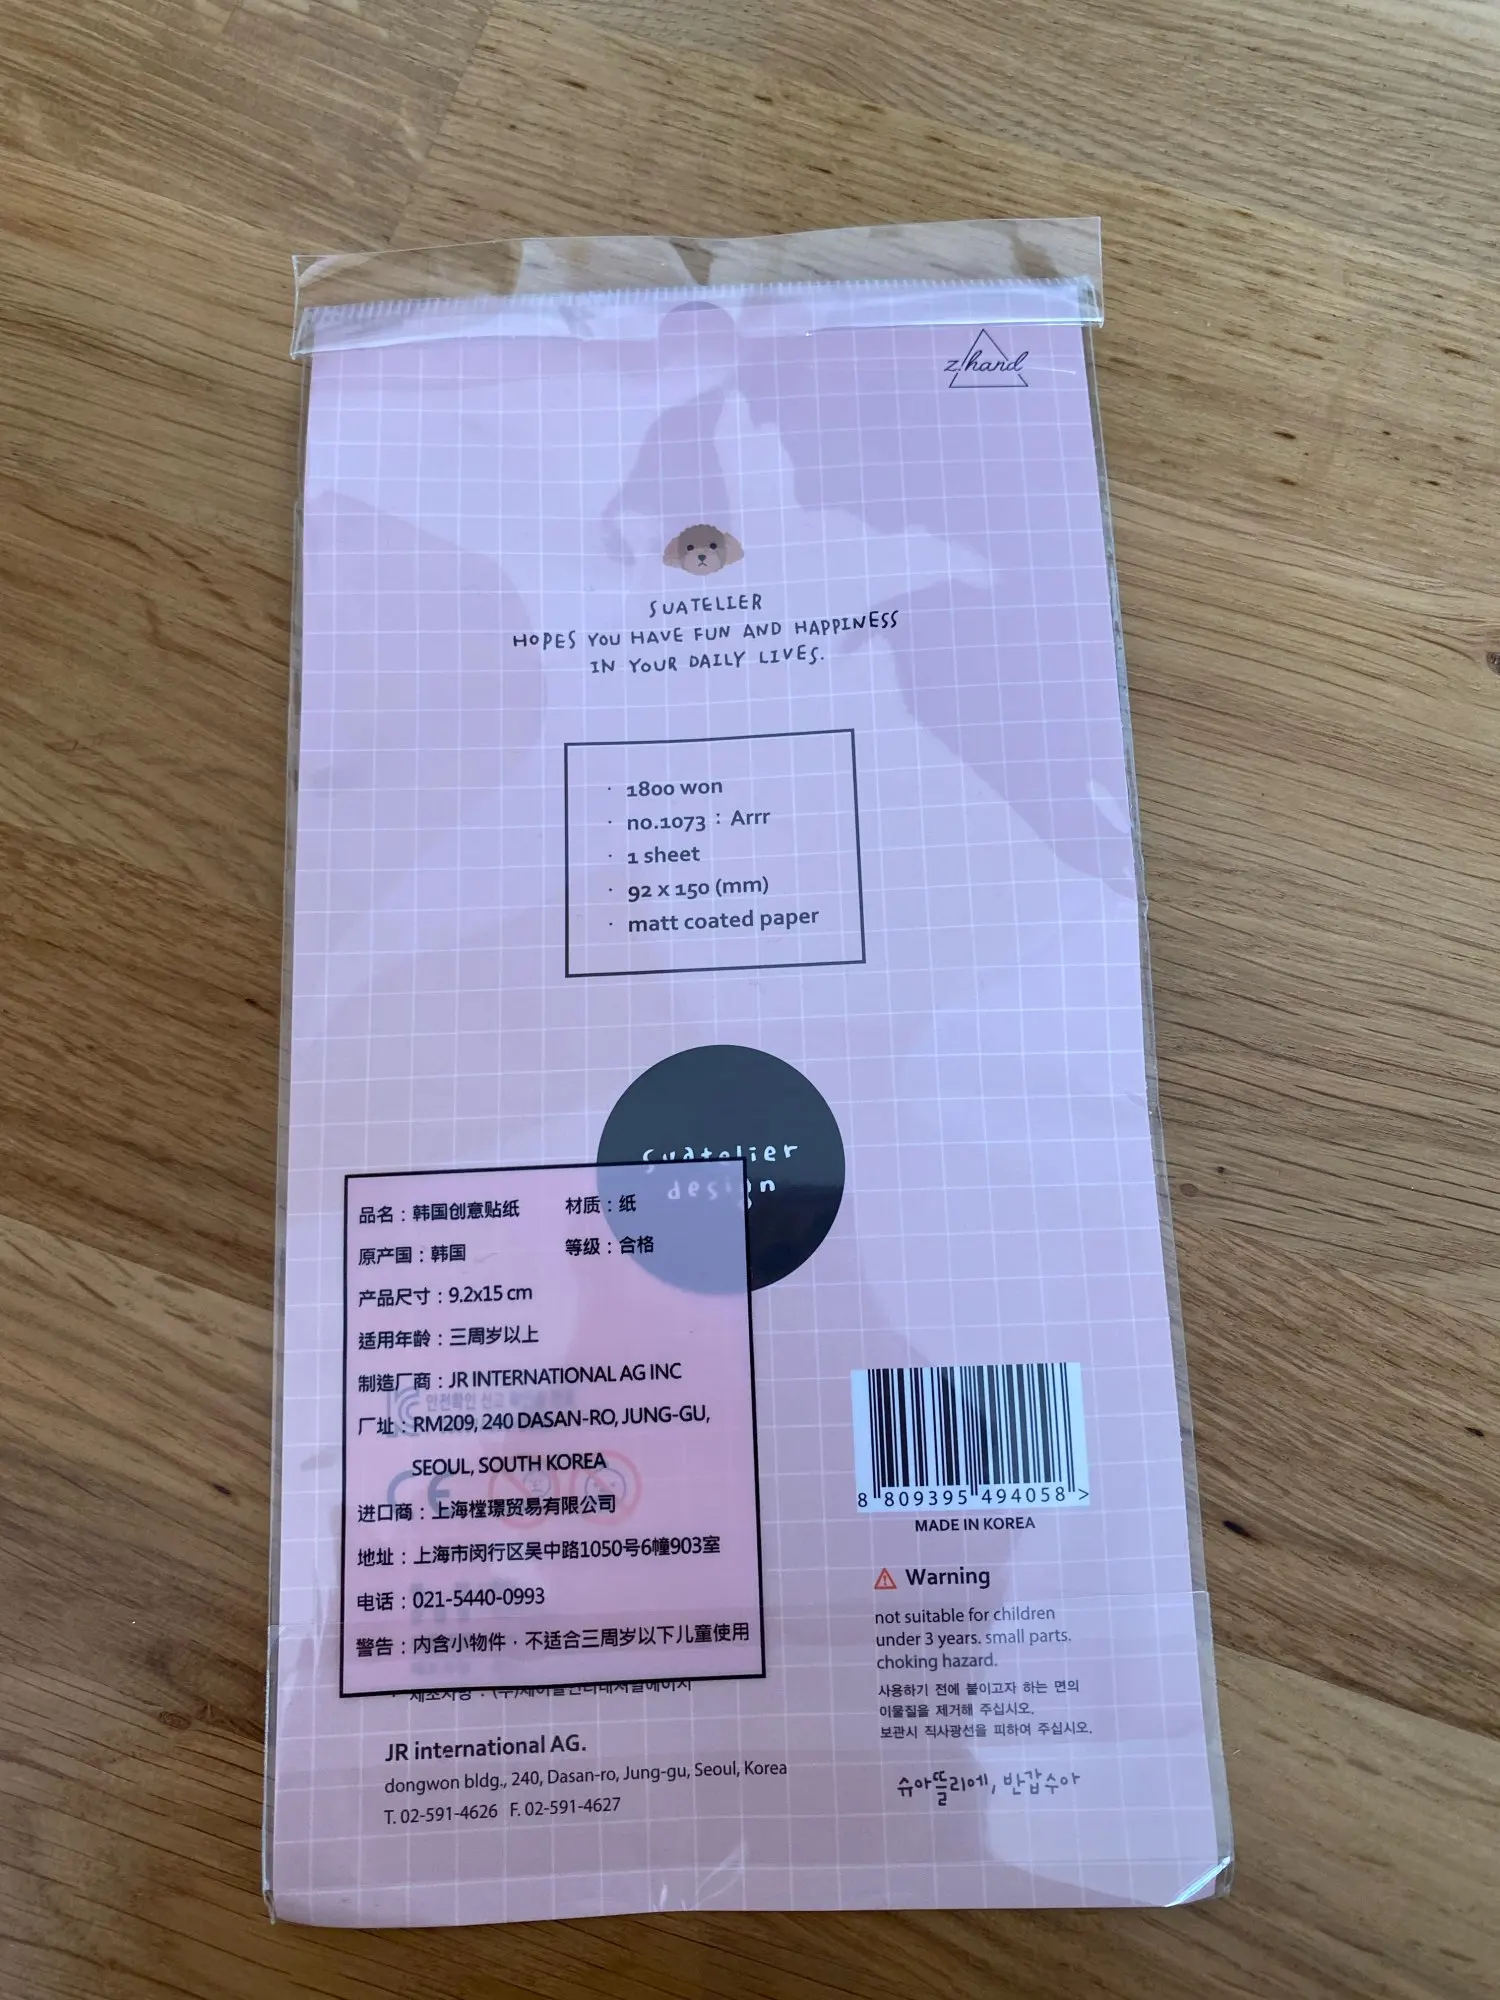 z!hand
SUATELIER
HOPES YOU HAVE FUN AND HAPPINESS
IN YOUR DAILY LIVES.
· 1800 won
· no.1073 : Arrr
· 1 sheet
· 92 x 150 (mm)
· matt coated paper
suatelier
design
品名：韩国创意贴纸 材质：纸
原产国：韩国 等级：合格
产品尺寸：9.2x15 cm
适用年龄：三周岁以上
制造厂商：JR INTERNATIONAL AG INC
厂址：RM209, 240 DASAN-RO, JUNG-GU,
SEOUL, SOUTH KOREA
进口商：上海樘璟贸易有限公司
地址：上海市闵行区吴中路1050号6幢903室
电话：021-5440-0993
警告：内含小物件，不适合三周岁以下儿童使用
CE
JR international AG.
dongwon bldg., 240, Dasan-ro, Jung-gu, Seoul, Korea
T. 02-591-4626 F. 02-591-4627
8 809395 494058 >
MADE IN KOREA
Warning
not suitable for children
under 3 years. small parts.
choking hazard.
사용하기 전에 붙이고자 하는 면의
이물질을 제거해 주십시오.
보관시 직사광선을 피하여 주십시오.
슈아뜰리에, 반갑수아